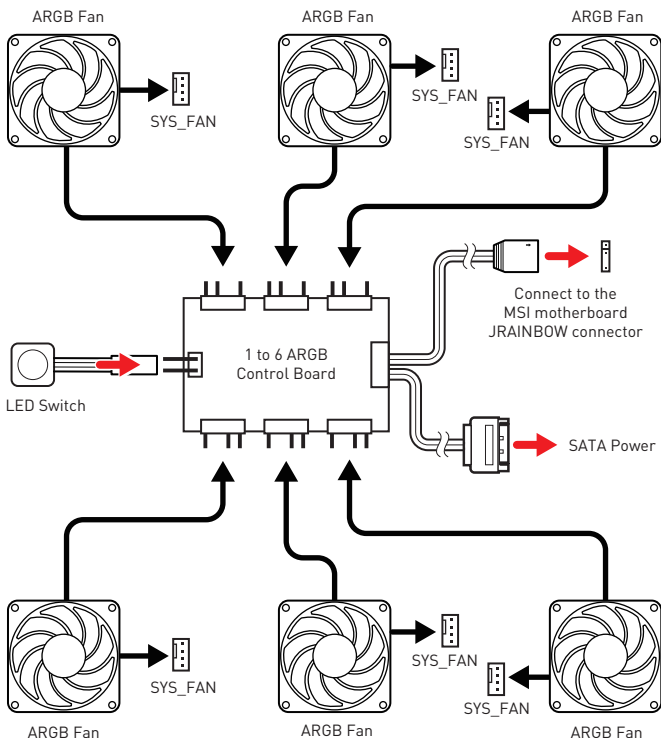 ARGB Fan
ARGB Fan
ARGB Fan
SYS_FAN
SYS_FAN
SYS_FAN
Connect to the
MSI motherboard
JRAINBOW connector
1 to 6 ARGB
Control Board
LED Switch
SATA Power
SYS_FAN
SYS_FAN
SYS_FAN
ARGB Fan
ARGB Fan
ARGB Fan